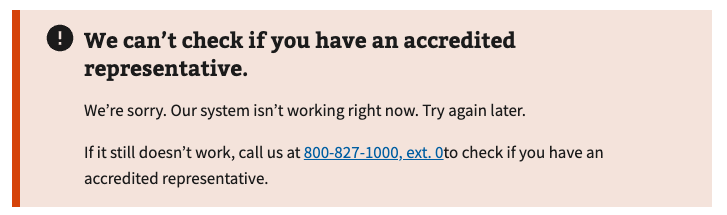 We can’t check if you have an accredited
representative.
We’re sorry. Our system isn’t working right now. Try again later.
If it still doesn’t work, call us at 800-827-1000, ext. 0to check if you have an
accredited representative.